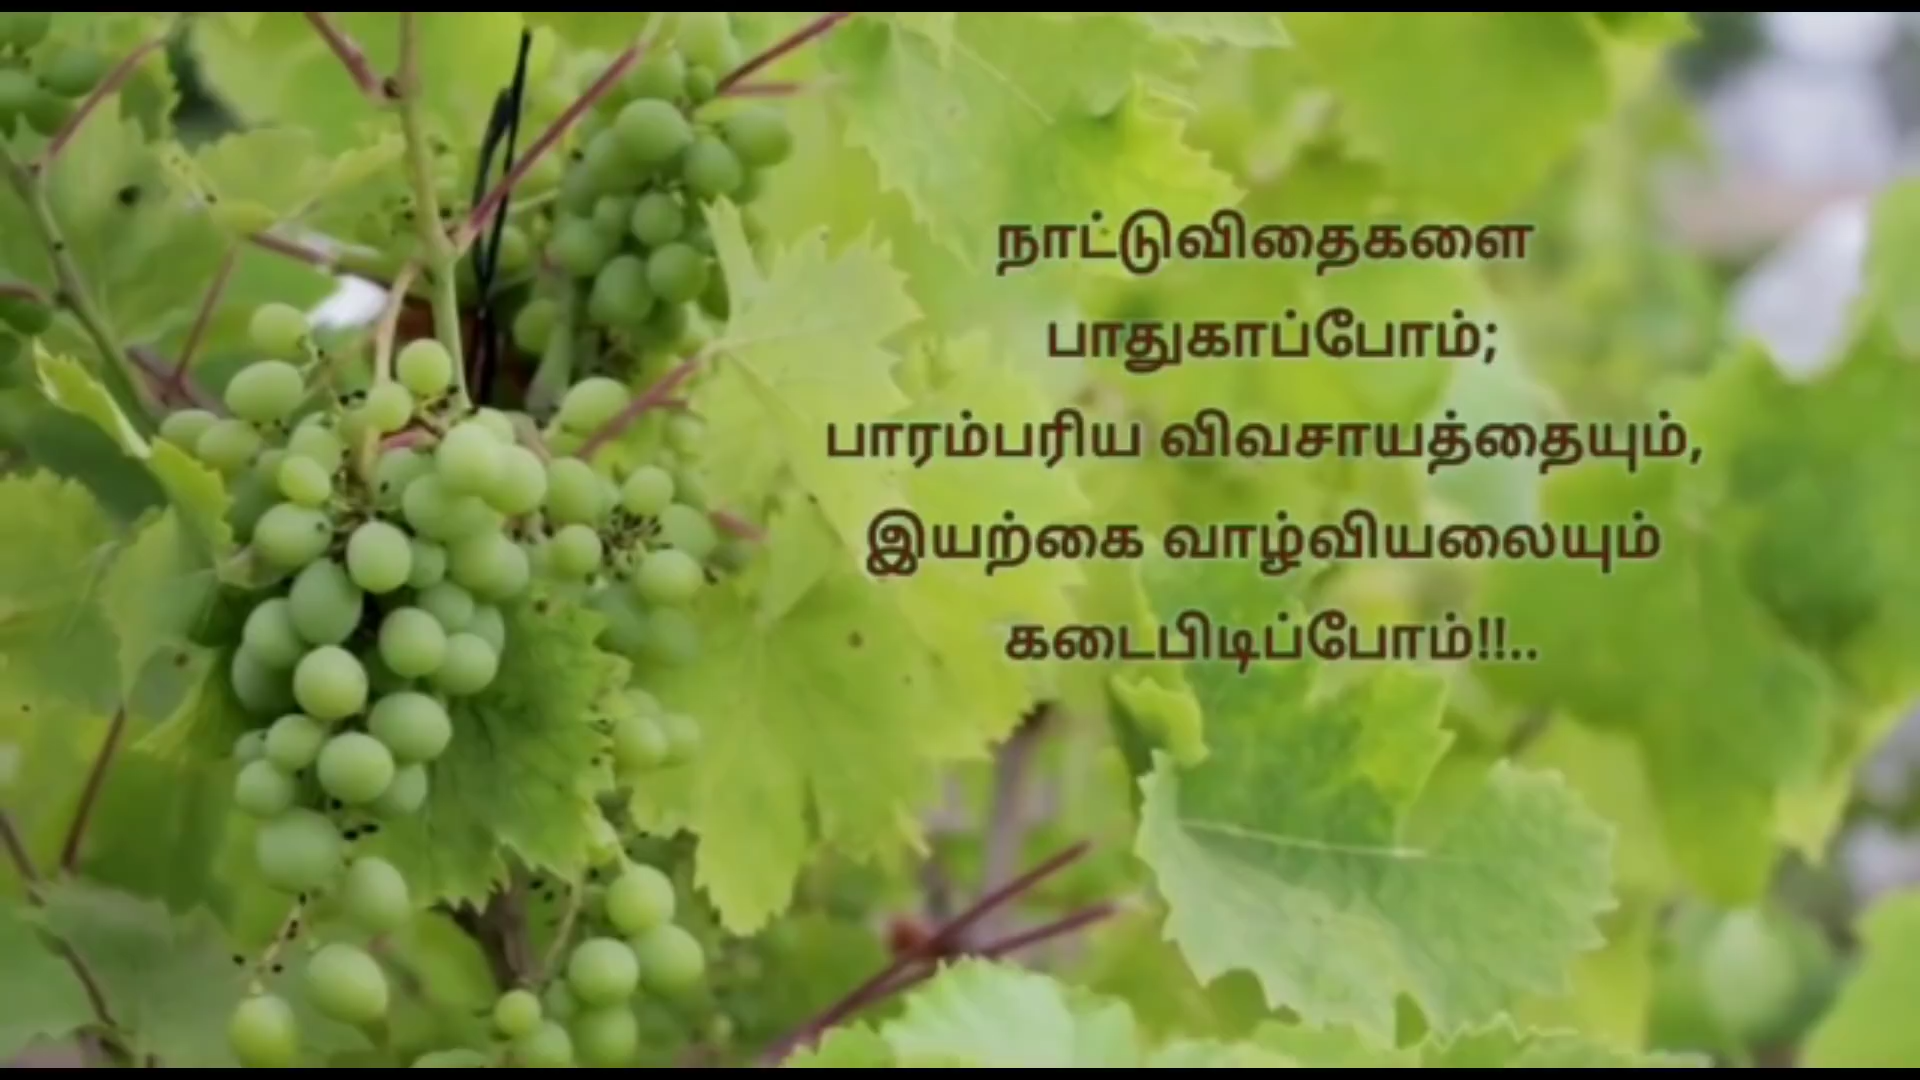 நாட்டுவிதைகளை
பாதுகாப்போம்;
பாரம்பரிய விவசாயத்தையும்,
இயற்கை வாழ்வியலையும்
கடைபிடிப்போம்!!..